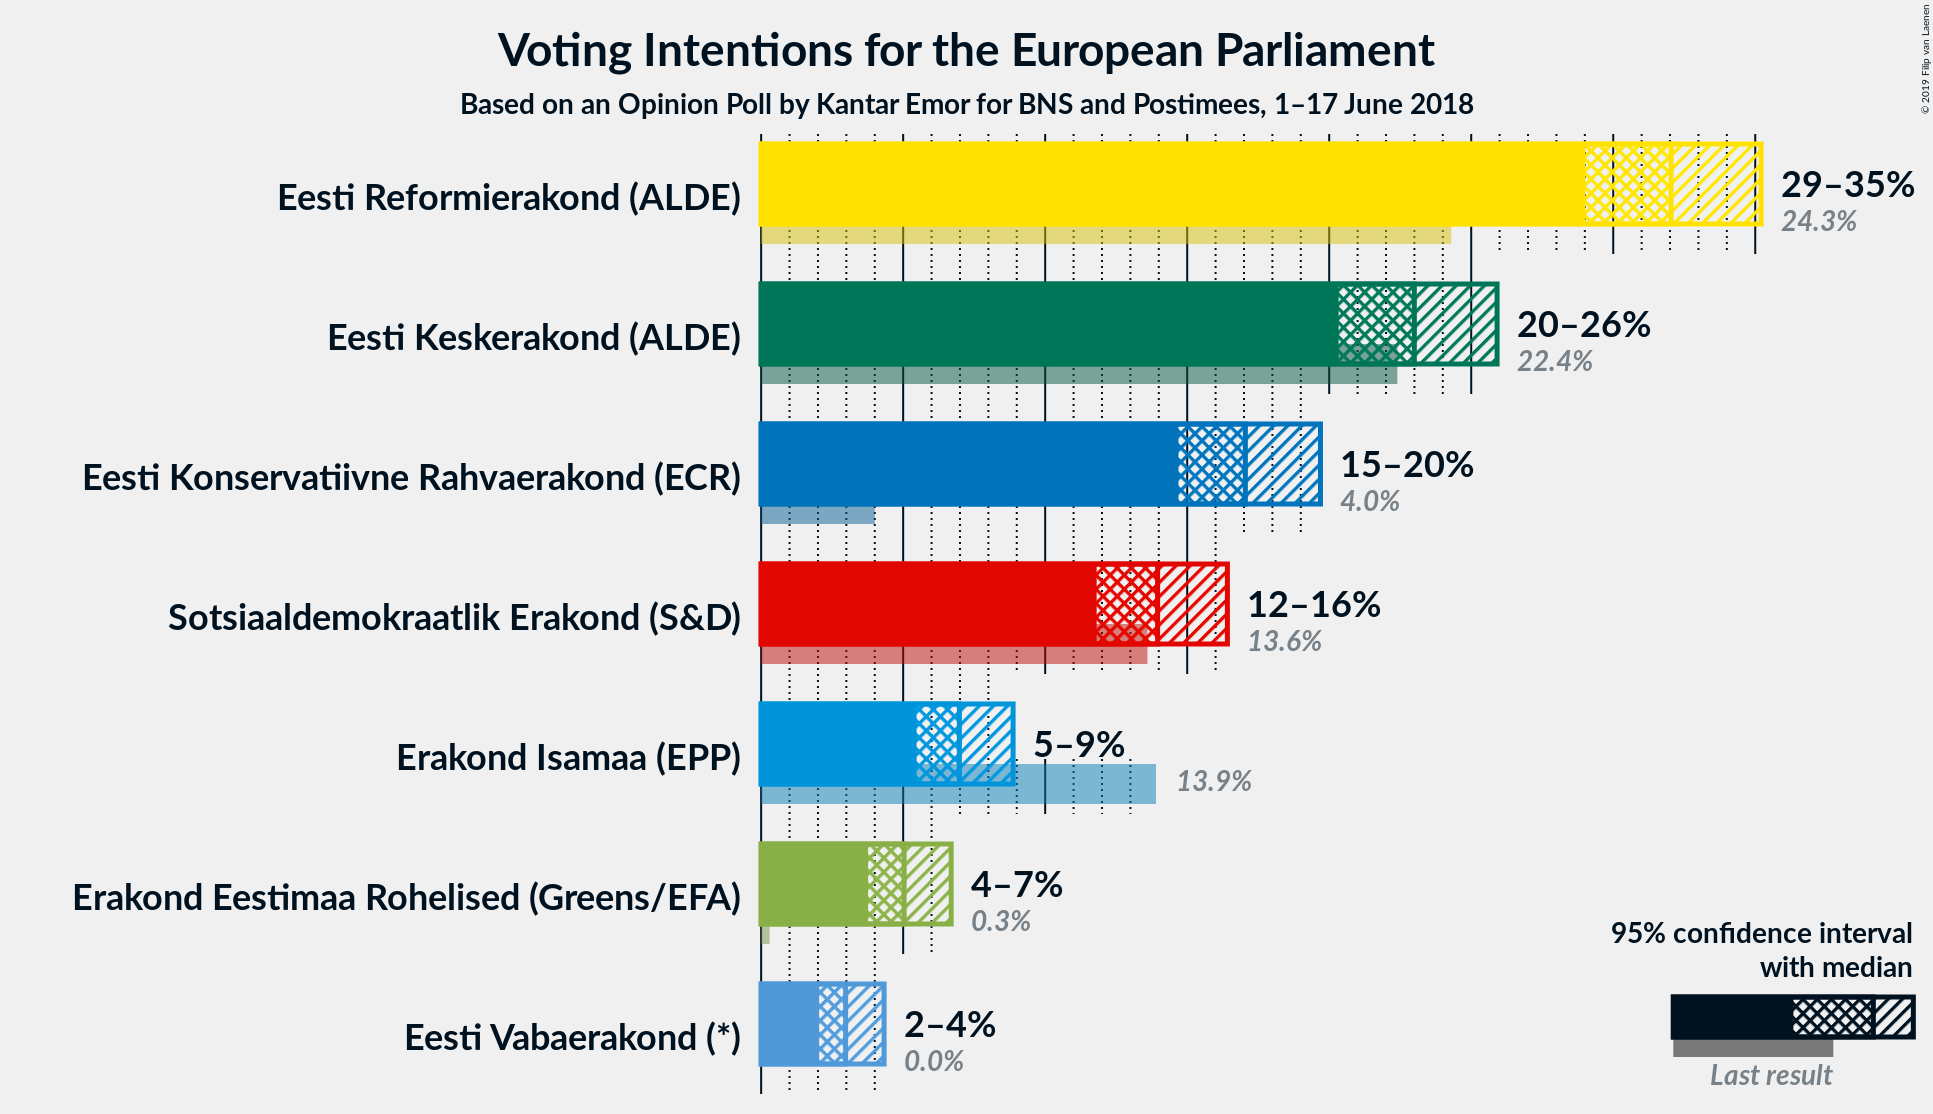 Voting Intentions for the European Parliament
Based on an Opinion Poll by Kantar Emor for BNS and Postimees, 1–17 June 2018
© 2019 Filip van Laenen
Eesti Reformierakond (ALDE)
29–35%
24.3%
Eesti Keskerakond (ALDE)
20–26%
22.4%
Eesti Konservatiivne Rahvaerakond (ECR)
15–20%
4.0%
Sotsiaaldemokraatlik Erakond (S&D)
12–16%
13.6%
Erakond Isamaa (EPP)
5–9%
13.9%
Erakond Eestimaa Rohelised (Greens/EFA)
4–7%
0.3%
Eesti Vabaerakond (*)
2–4%
0.0%
95% confidence interval
with median
Last result